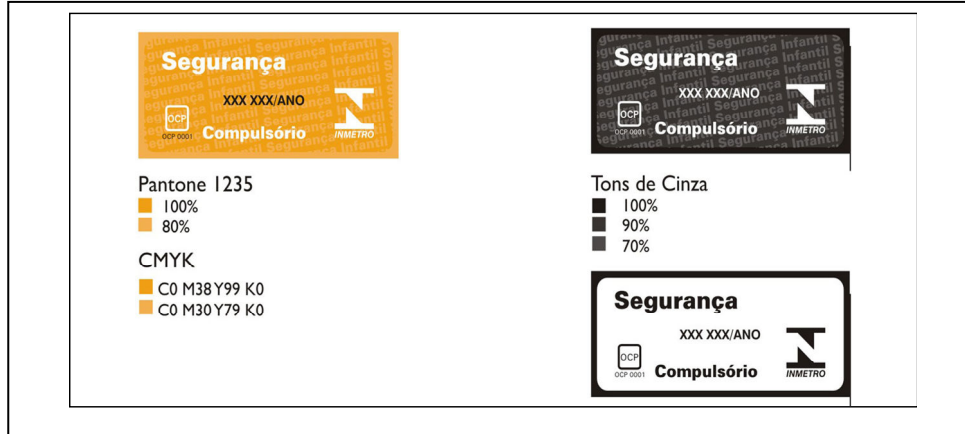 Segurança
XXX XXX/ANO
OCP
OCP 0001
Compulsório
INMETRO
Pantone 1235
100%
80%
CMYK
C0 M38 Y99 K0
C0 M30 Y79 K0
Segurança
XXX XXX/ANO
OCP
OCP 0001
Compulsório
INMETRO
Tons de Cinza
100%
90%
70%
Segurança
XXX XXX/ANO
OCP
OCP 0001
Compulsório
INMETRO